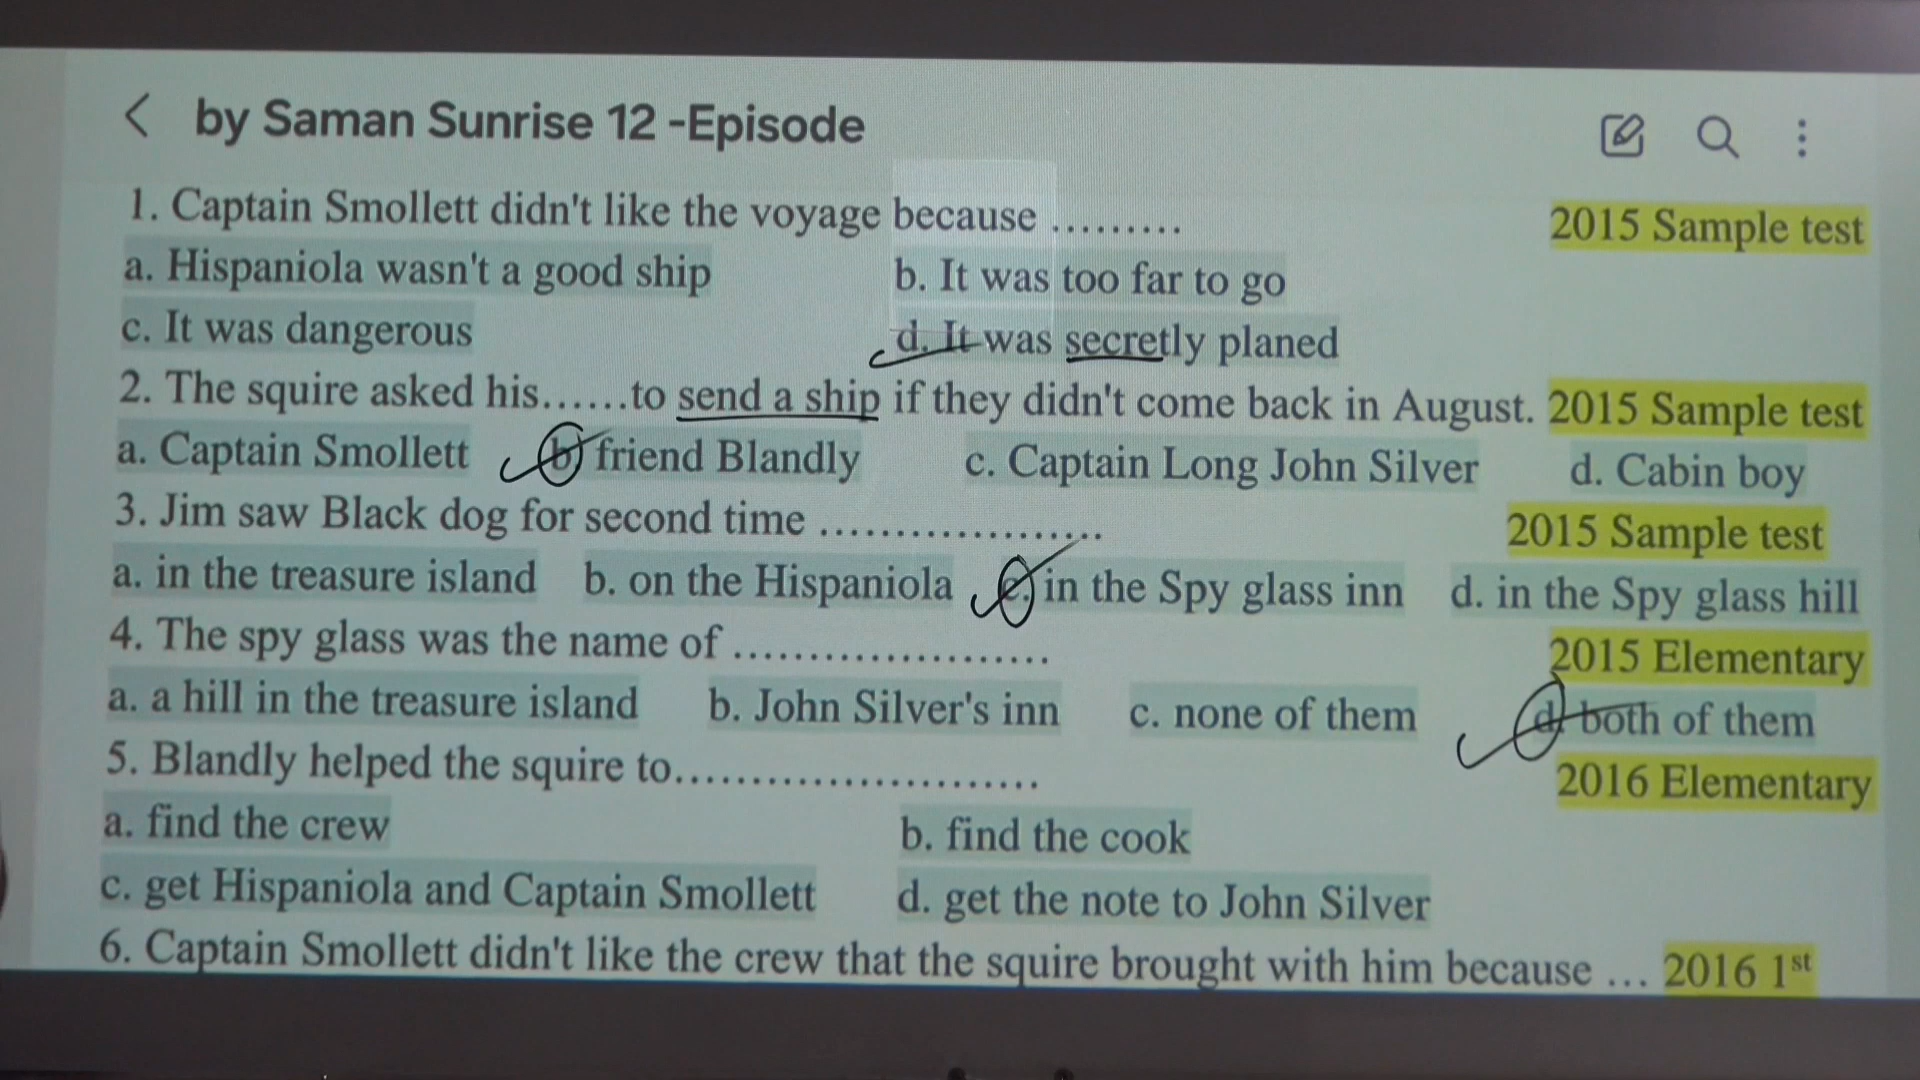 by Saman Sunrise 12 -Episode
1. Captain Smollett didn't like the voyage because ......... 2015 Sample test
a. Hispaniola wasn't a good ship b. It was too far to go
c. It was dangerous d. It was secretly planed
2. The squire asked his......to send a ship if they didn't come back in August. 2015 Sample test
a. Captain Smollett b. friend Blandly c. Captain Long John Silver d. Cabin boy
3. Jim saw Black dog for second time ................... 2015 Sample test
a. in the treasure island b. on the Hispaniola c. in the Spy glass inn d. in the Spy glass hill
4. The spy glass was the name of ..................... 2015 Elementary
a. a hill in the treasure island b. John Silver's inn c. none of them d. both of them
5. Blandly helped the squire to........................ 2016 Elementary
a. find the crew b. find the cook
c. get Hispaniola and Captain Smollett d. get the note to John Silver
6. Captain Smollett didn't like the crew that the squire brought with him because ... 2016 1st